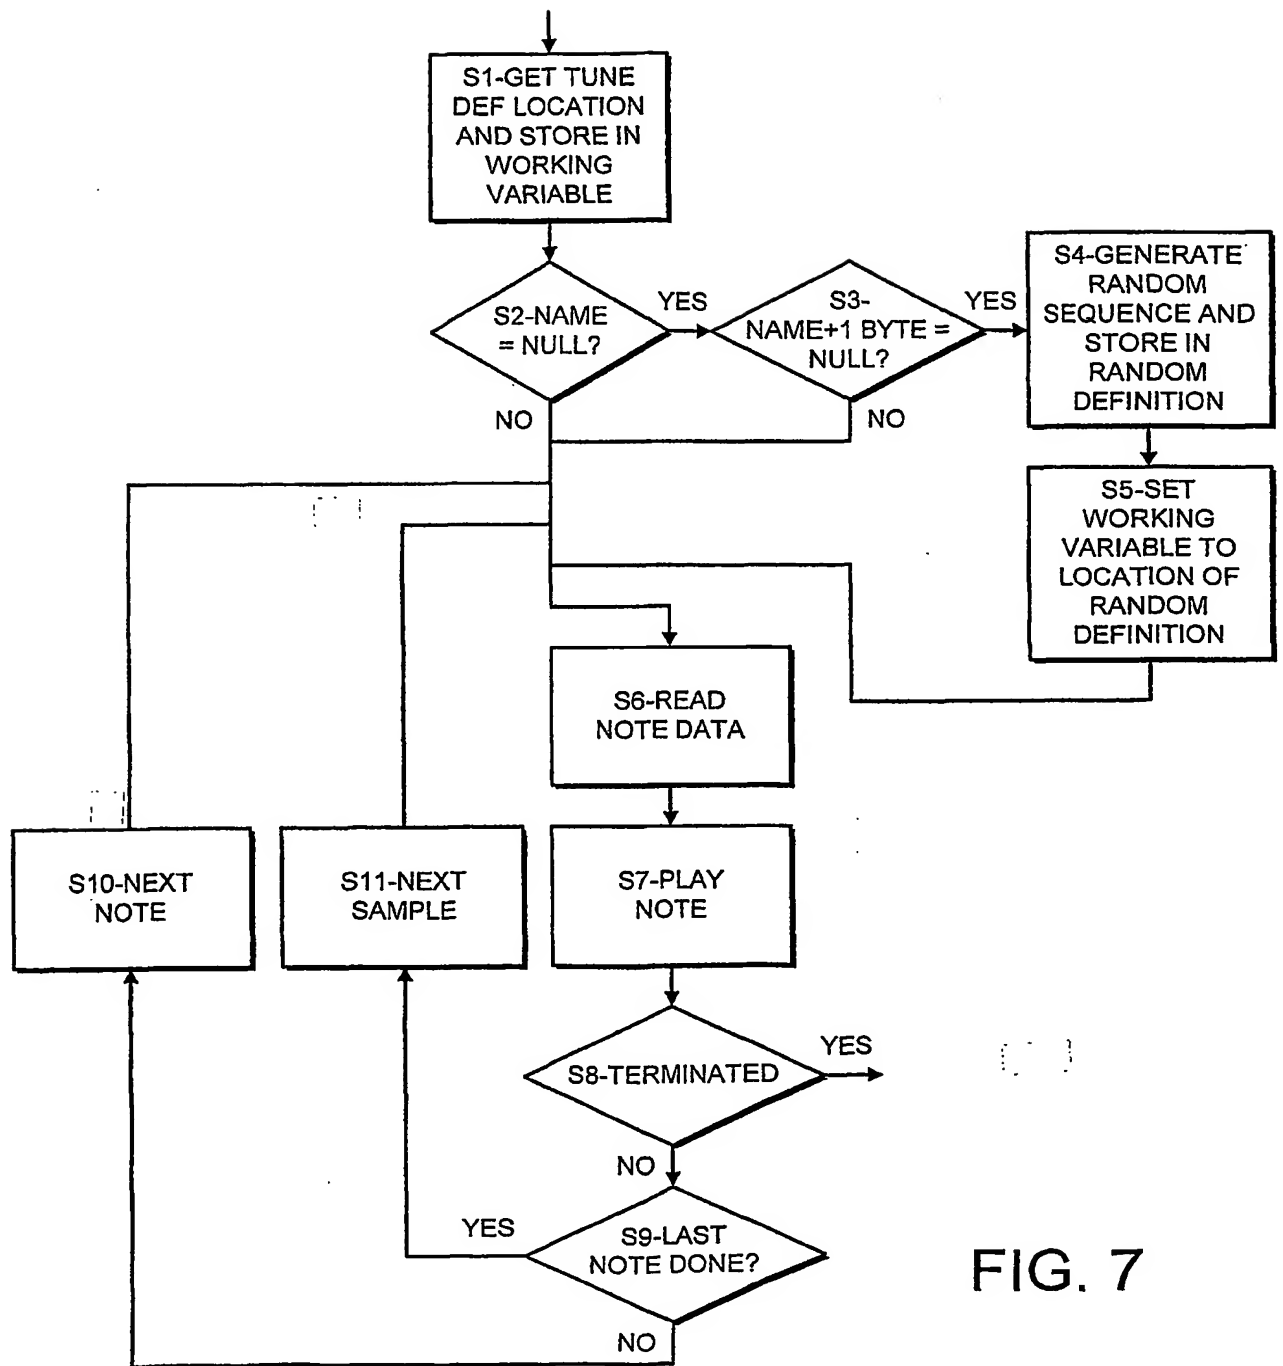 S1-GET TUNE
DEF LOCATION
AND STORE IN
WORKING
VARIABLE
S2-NAME
= NULL?
YES
NO
S3-
NAME+1 BYTE =
NULL?
YES
NO
S4-GENERATE
RANDOM
SEQUENCE AND
STORE IN
RANDOM
DEFINITION
S5-SET
WORKING
VARIABLE TO
LOCATION OF
RANDOM
DEFINITION
S6-READ
NOTE DATA
S10-NEXT
NOTE
S11-NEXT
SAMPLE
S7-PLAY
NOTE
S8-TERMINATED
YES
NO
S9-LAST
NOTE DONE?
YES
NO
FIG. 7